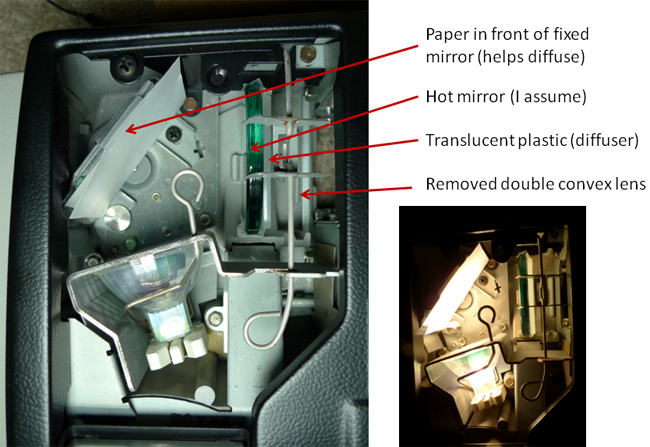 Paper in front of fixed
mirror (helps diffuse)
Hot mirror (I assume)
Translucent plastic (diffuser)
Removed double convex lens